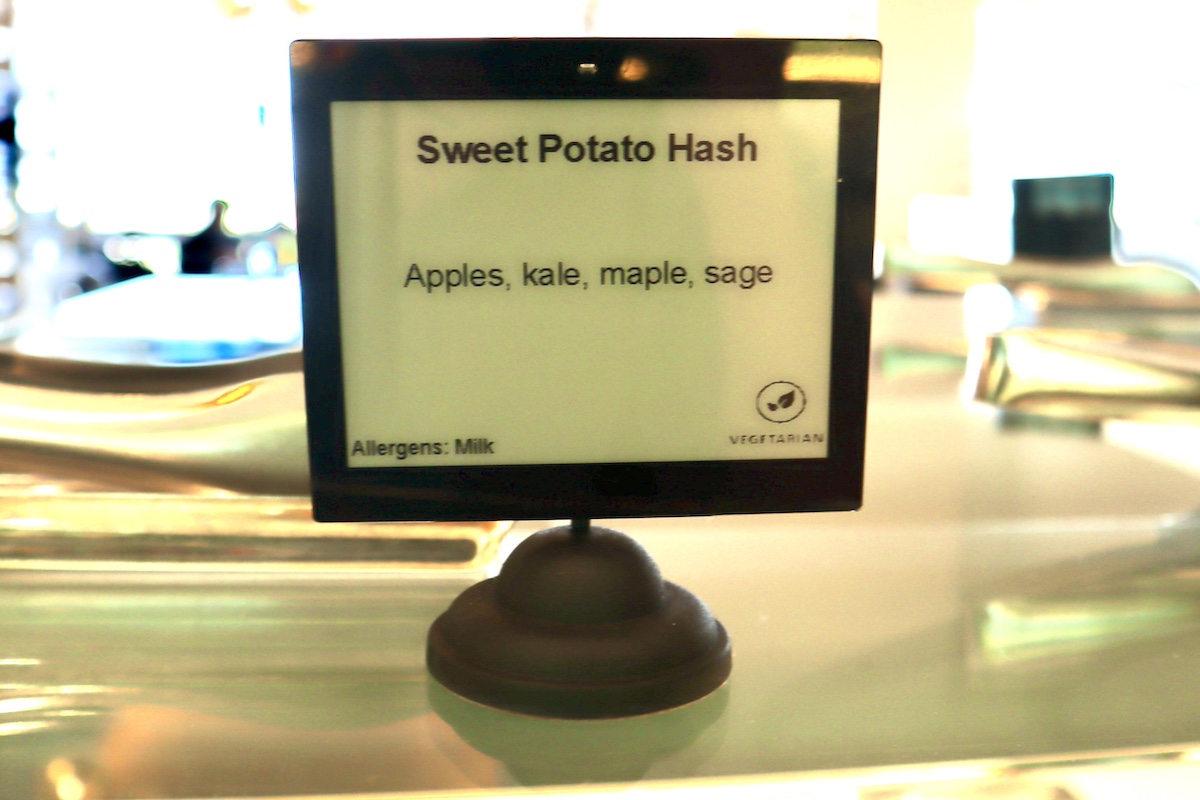 Sweet Potato Hash
Apples, kale, maple, sage
VEGETARIAN
Allergens: Milk